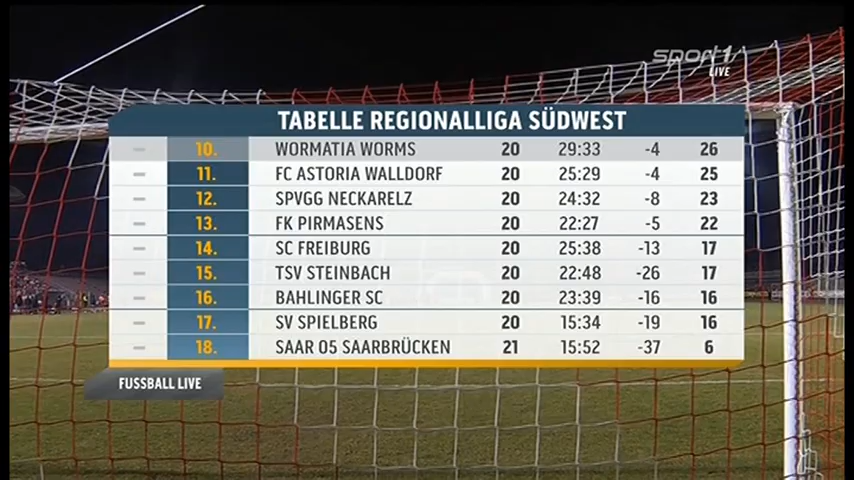 sport1
LIVE
TABELLE REGIONALLIGA SÜDWEST
– 10. WORMATIA WORMS 20 29:33 -4 26
– 11. FC ASTORIA WALLDORF 20 25:29 -4 25
– 12. SPVGG NECKARELZ 20 24:32 -8 23
– 13. FK PIRMASENS 20 22:27 -5 22
– 14. SC FREIBURG 20 25:38 -13 17
– 15. TSV STEINBACH 20 22:48 -26 17
– 16. BAHLINGER SC 20 23:39 -16 16
– 17. SV SPIELBERG 20 15:34 -19 16
– 18. SAAR 05 SAARBRÜCKEN 21 15:52 -37 6
FUSSBALL LIVE